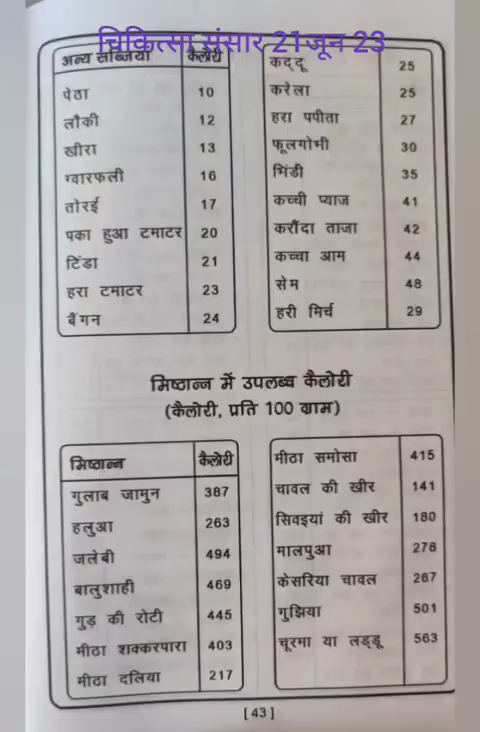 चिकित्सा संसार 21जून 23
अन्य सब्जियां कैलोरी
पेठा 10
लौकी 12
खीरा 13
ग्वारफली 16
तोरई 17
पका हुआ टमाटर 20
टिंडा 21
हरा टमाटर 23
बैंगन 24
कद्दू 25
करेला 25
हरा पपीता 27
फूलगोभी 30
भिंडी 35
कच्ची प्याज 41
करौंदा ताजा 42
कच्चा आम 44
सेम 48
हरी मिर्च 29
मिष्ठान्न में उपलब्ध कैलोरी
(कैलोरी, प्रति 100 ग्राम)
मिष्ठान्न कैलोरी
गुलाब जामुन 387
हलुआ 263
जलेबी 494
बालुशाही 469
गुड़ की रोटी 445
मीठा शक्करपारा 403
मीठा दलिया 217
मीठा समोसा 415
चावल की खीर 141
सिवइयां की खीर 180
मालपुआ 278
केसरिया चावल 267
गुझिया 501
चूरमा या लड्डू 563
[43]